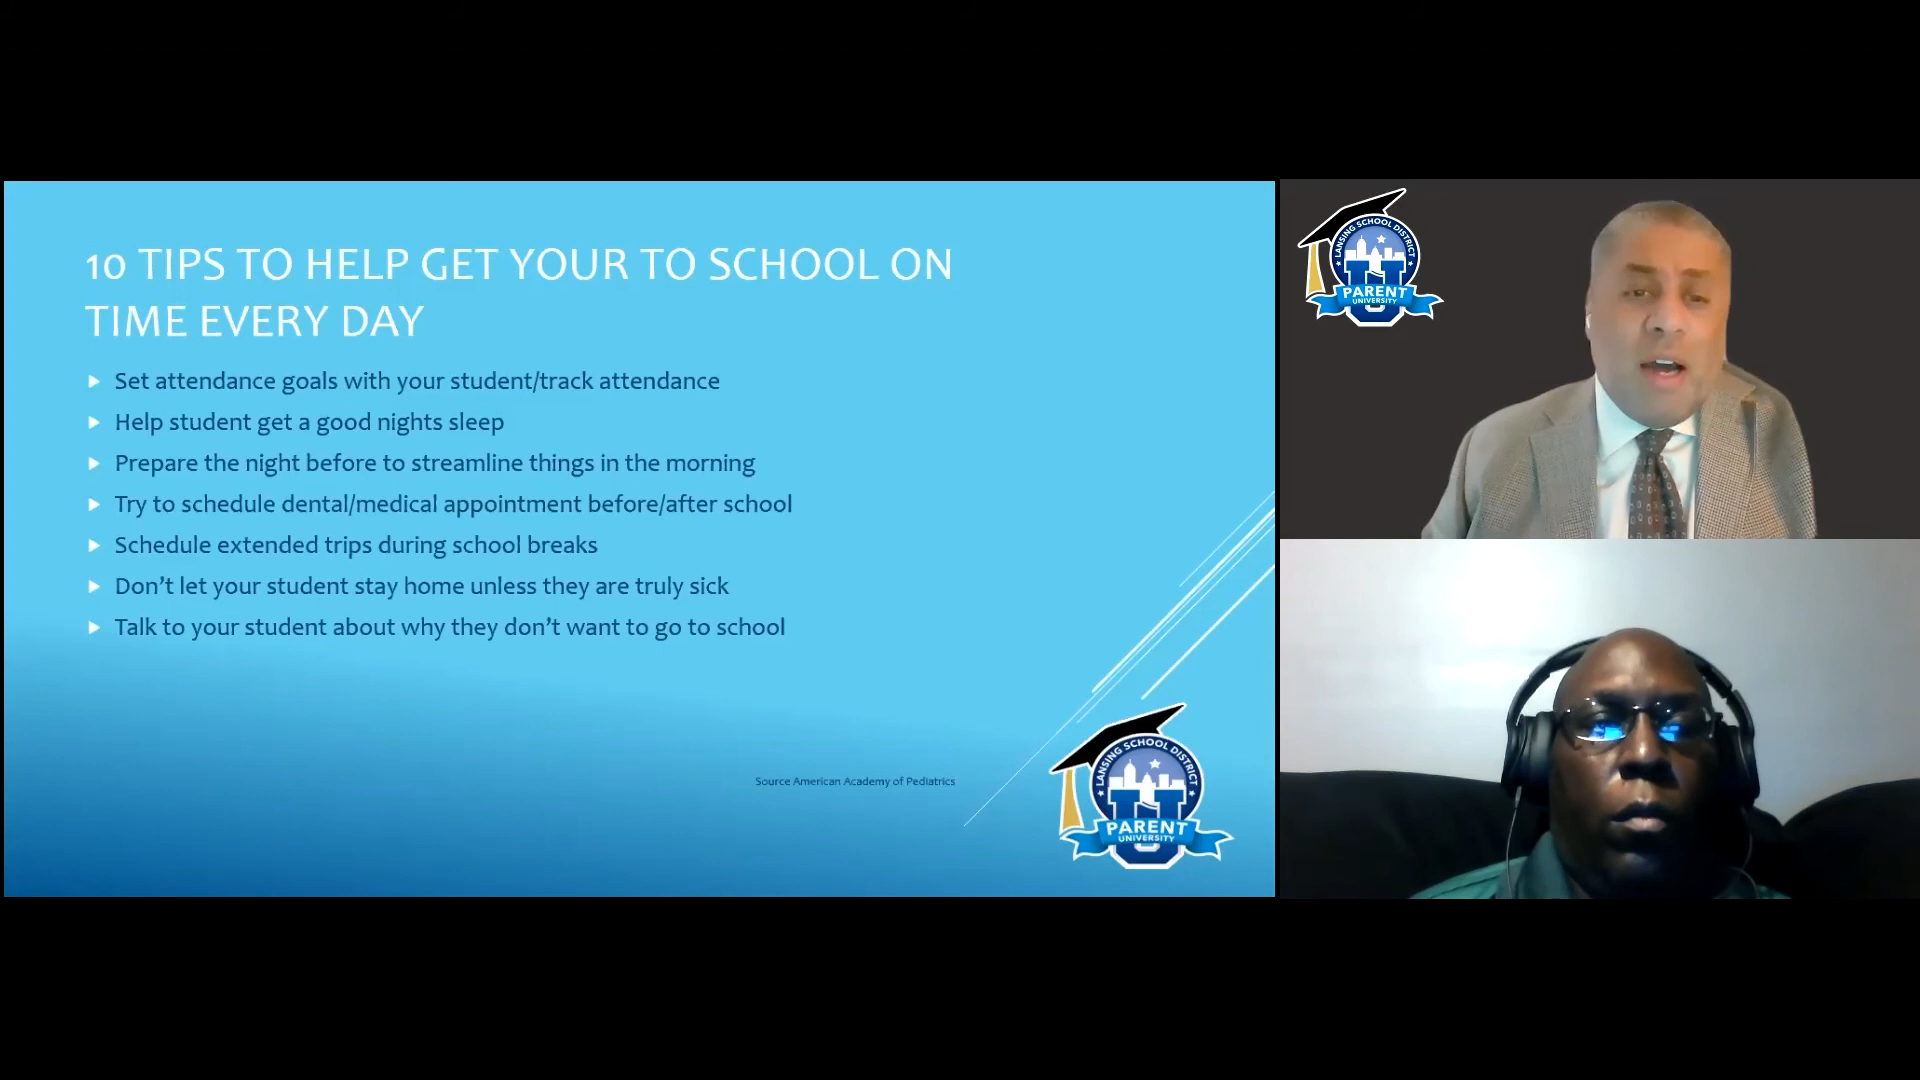 10 TIPS TO HELP GET YOUR TO SCHOOL ON
TIME EVERY DAY
Set attendance goals with your student/track attendance
Help student get a good nights sleep
Prepare the night before to streamline things in the morning
Try to schedule dental/medical appointment before/after school
Schedule extended trips during school breaks
Don’t let your student stay home unless they are truly sick
Talk to your student about why they don’t want to go to school
Source American Academy of Pediatrics
LANSING SCHOOL DISTRICT
U
PARENT
UNIVERSITY
LANSING SCHOOL DISTRICT
U
PARENT
UNIVERSITY